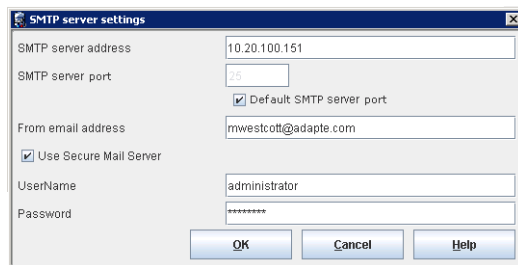 SMTP server settings
SMTP server address 10.20.100.151
SMTP server port 25
Default SMTP server port
From email address mwestcott@adapte.com
Use Secure Mail Server
UserName administrator
Password ********
OK Cancel Help